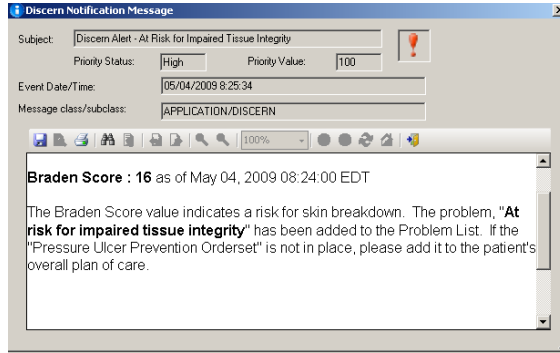 Discern Notification Message
Subject: Discern Alert - At Risk for Impaired Tissue Integrity
Priority Status: High Priority Value: 100
Event Date/Time: 05/04/2009 8:25:34
Message class/subclass: APPLICATION/DISCERN
100%
Braden Score : 16 as of May 04, 2009 08:24:00 EDT
The Braden Score value indicates a risk for skin breakdown. The problem, "At
risk for impaired tissue integrity" has been added to the Problem List. If the
"Pressure Ulcer Prevention Orderset" is not in place, please add it to the patient's
overall plan of care.